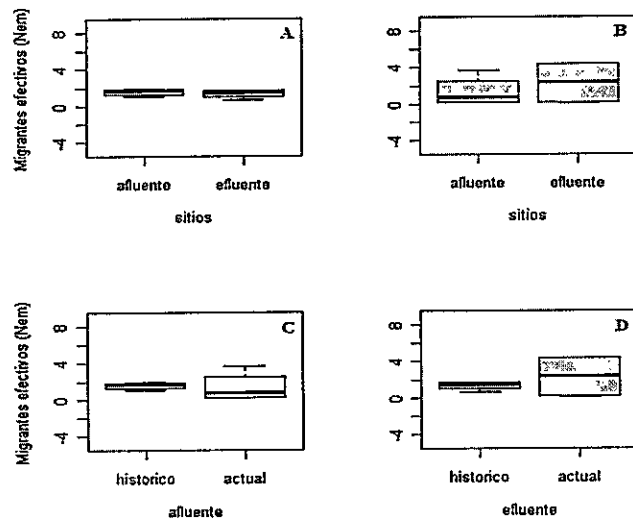 A
Migrantes efectivos (Nem)
8
4
0
-4
afluente efluente
sitios
B
8
4
0
-4
afluente efluente
sitios
C
Migrantes efectivos (Nem)
8
4
0
-4
historico actual
afluente
D
8
4
0
-4
historico actual
efluente